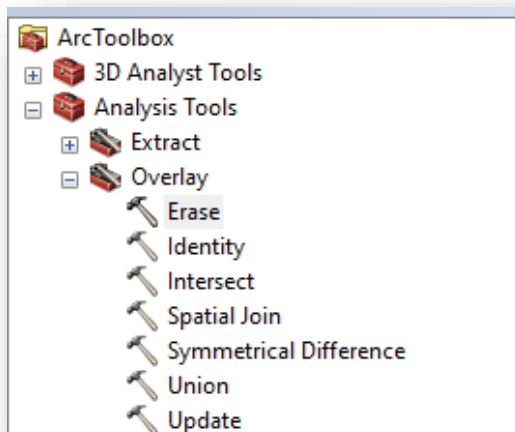 ArcToolbox
3D Analyst Tools
Analysis Tools
Extract
Overlay
Erase
Identity
Intersect
Spatial Join
Symmetrical Difference
Union
Update